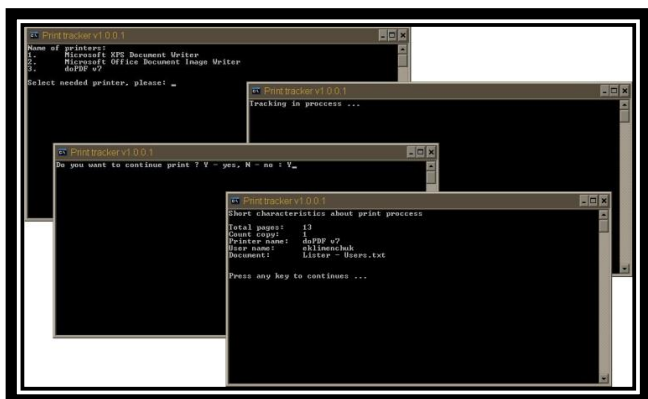 Print tracker v1.0.0.1
Name of printers:
1. Microsoft XPS Document Writer
2. Microsoft Office Document Image Writer
3. doPDF v7
Select needed printer, please: _
Print tracker v1.0.0.1
Tracking in proccess ...
Print tracker v1.0.0.1
Do you want to continue print ? Y - yes, N - no : Y_
Print tracker v1.0.0.1
Short characteristics about print proccess
Total pages: 13
Count copy: 1
Printer name: doPDF v7
User name: eklimenchuk
Document: Lister - Users.txt
Press any key to continues ...